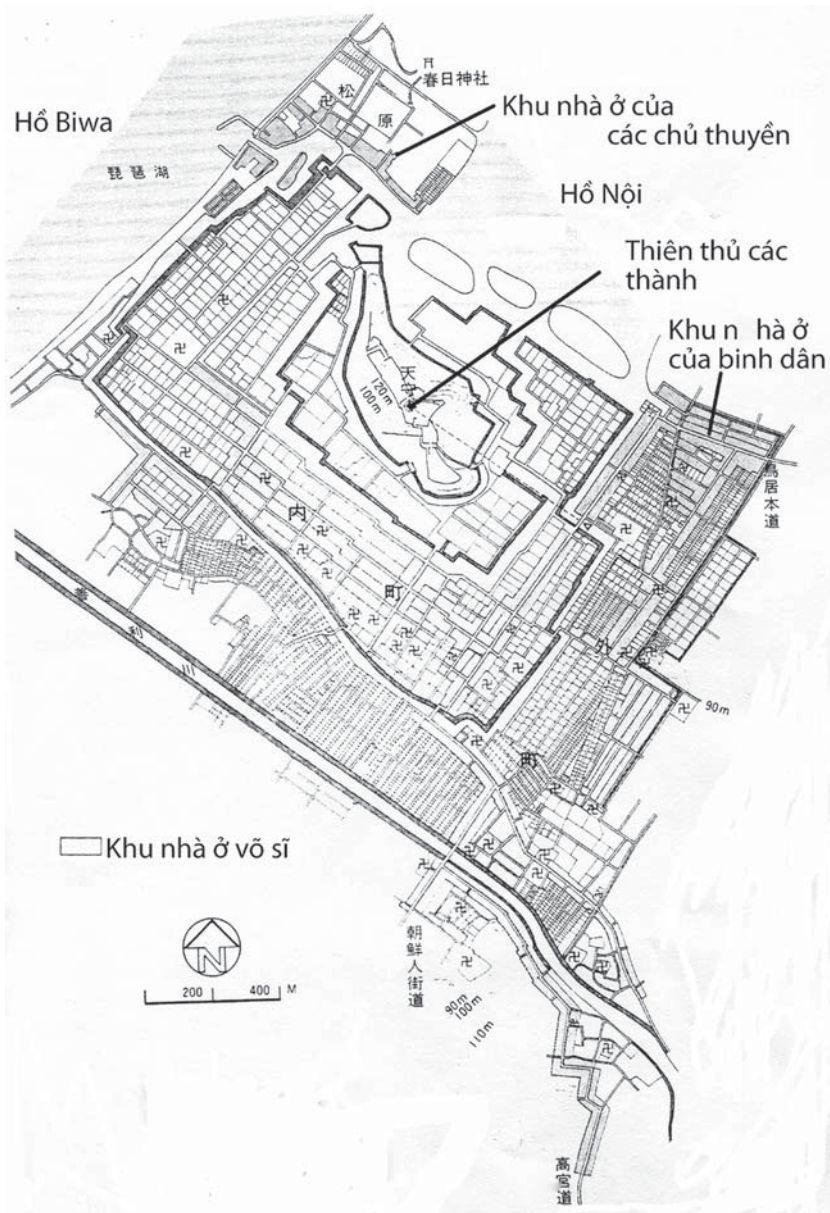 春日神社
松
原
Khu nhà ở của
các chủ thuyền
Hồ Biwa
琵琶湖
Hồ Nội
Thiên thủ các
thành
Khu n hà ở
của binh dân
天守
120m
100m
鳥居本道
内
町
外
町
90m
川
Khu nhà ở võ sĩ
N
200 400 M
朝鮮人街道
90m
100m
110m
高宮道